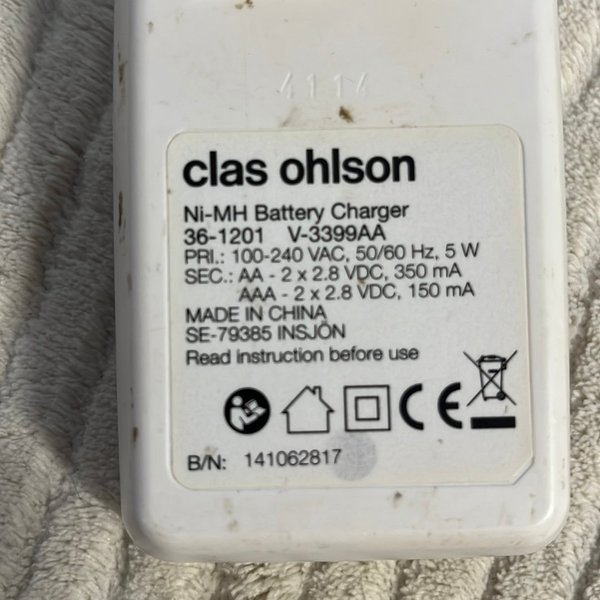 4114
clas ohlson
Ni-MH Battery Charger
36-1201 V-3399AA
PRI.: 100-240 VAC, 50/60 Hz, 5 W
SEC.: AA - 2 x 2.8 VDC, 350 mA
AAA - 2 x 2.8 VDC, 150 mA
MADE IN CHINA
SE-79385 INSJÖN
Read instruction before use
CE
B/N: 141062817